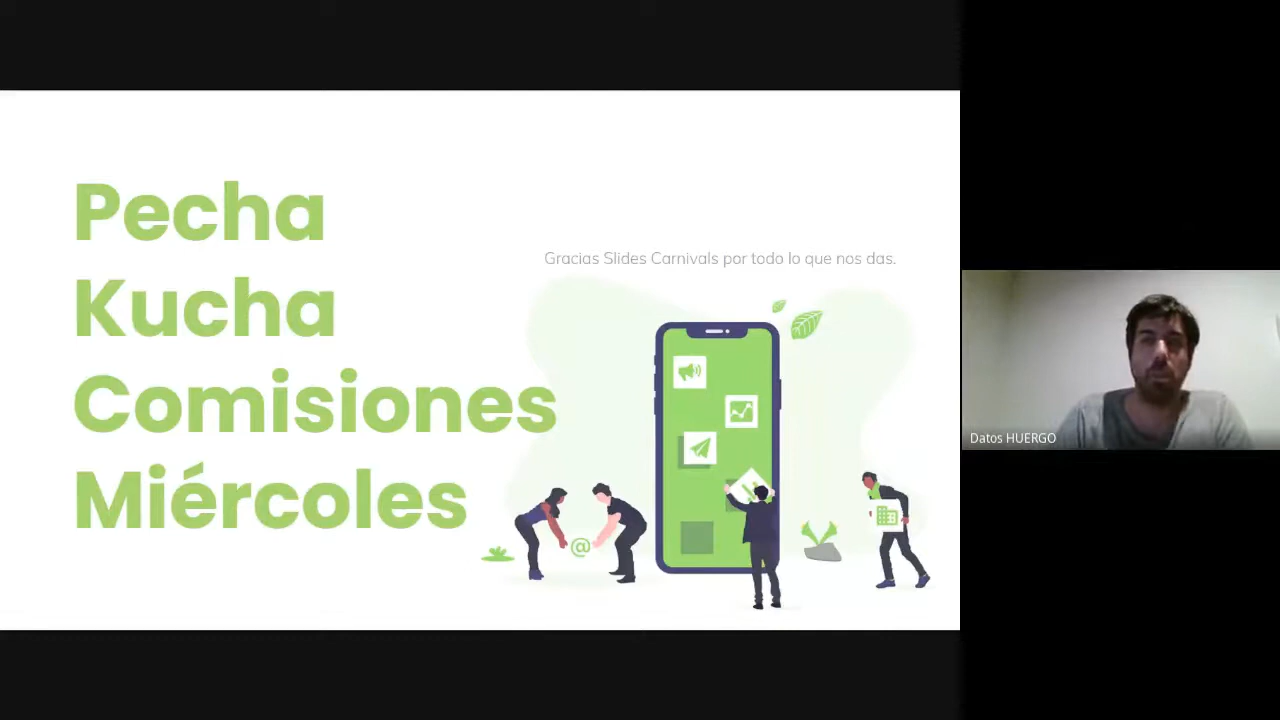 Pecha
Kucha
Comisiones
Miércoles
Gracias Slides Carnivals por todo lo que nos das.
@
Datos HUERGO